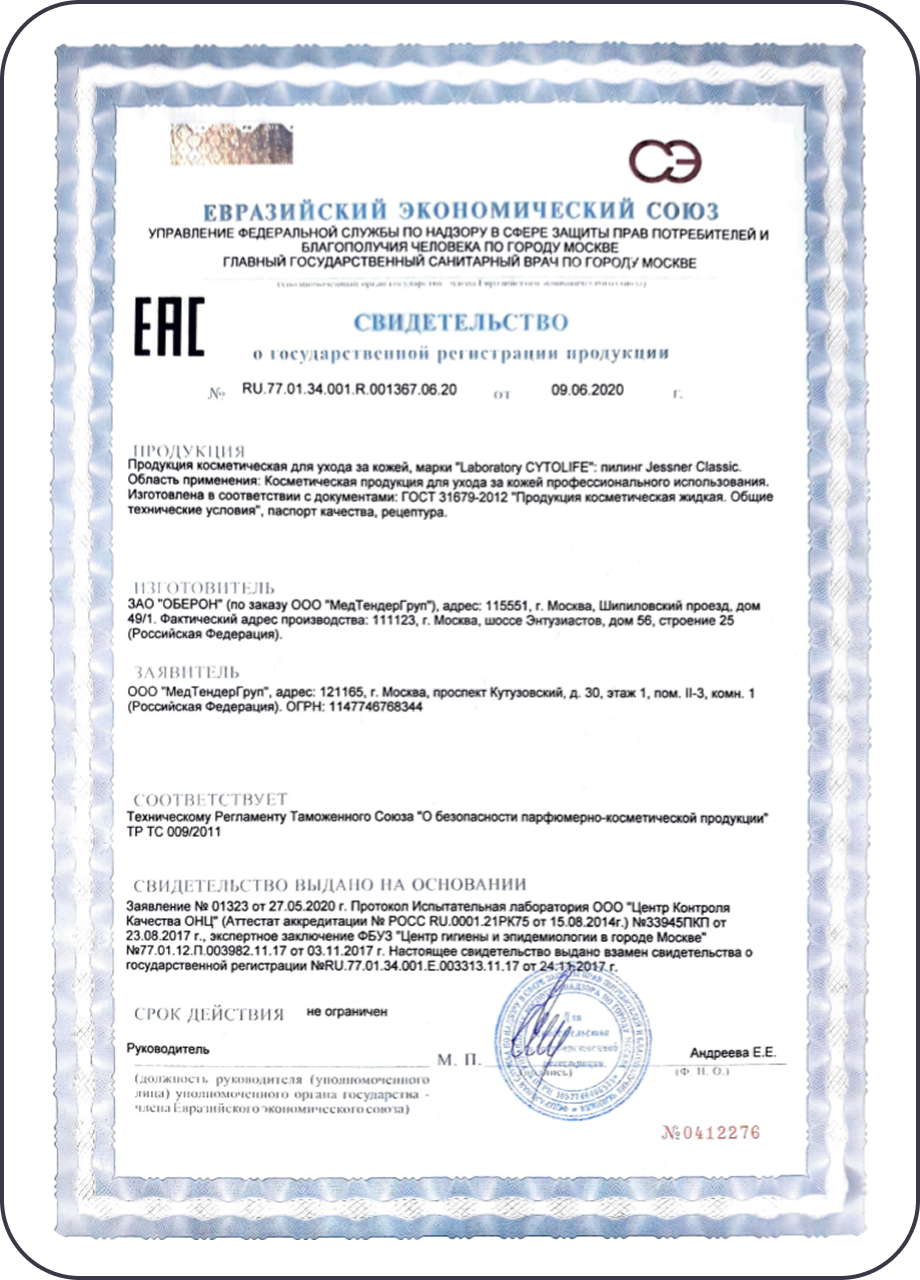 СЭ
ЕВРАЗИЙСКИЙ ЭКОНОМИЧЕСКИЙ СОЮЗ
УПРАВЛЕНИЕ ФЕДЕРАЛЬНОЙ СЛУЖБЫ ПО НАДЗОРУ В СФЕРЕ ЗАЩИТЫ ПРАВ ПОТРЕБИТЕЛЕЙ И
БЛАГОПОЛУЧИЯ ЧЕЛОВЕКА ПО ГОРОДУ МОСКВЕ
ГЛАВНЫЙ ГОСУДАРСТВЕННЫЙ САНИТАРНЫЙ ВРАЧ ПО ГОРОДУ МОСКВЕ
(уполномоченный орган государства - члена Евразийского экономического союза)
ЕАС
СВИДЕТЕЛЬСТВО
о государственной регистрации продукции
№ RU.77.01.34.001.R.001367.06.20 от 09.06.2020 г.
ПРОДУКЦИЯ
Продукция косметическая для ухода за кожей, марки "Laboratory CYTOLIFE": пилинг Jessner Classic.
Область применения: Косметическая продукция для ухода за кожей профессионального использования.
Изготовлена в соответствии с документами: ГОСТ 31679-2012 "Продукция косметическая жидкая. Общие
технические условия", паспорт качества, рецептура.
ИЗГОТОВИТЕЛЬ
ЗАО "ОБЕРОН" (по заказу ООО "МедТендерГруп"), адрес: 115551, г. Москва, Шипиловский проезд, дом
49/1. Фактический адрес производства: 111123, г. Москва, шоссе Энтузиастов, дом 56, строение 25
(Российская Федерация).
ЗАЯВИТЕЛЬ
ООО "МедТендерГруп", адрес: 121165, г. Москва, проспект Кутузовский, д. 30, этаж 1, пом. II-3, комн. 1
(Российская Федерация). ОГРН: 1147746768344
СООТВЕТСТВУЕТ
Техническому Регламенту Таможенного Союза "О безопасности парфюмерно-косметической продукции"
ТР ТС 009/2011
СВИДЕТЕЛЬСТВО ВЫДАНО НА ОСНОВАНИИ
Заявление № 01323 от 27.05.2020 г. Протокол Испытательная лаборатория ООО "Центр Контроля
Качества ОНЦ" (Аттестат аккредитации № РОСС RU.0001.21РК75 от 15.08.2014г.) №33945ПКП от
23.08.2017 г., экспертное заключение ФБУЗ "Центр гигиены и эпидемиологии в городе Москве"
№77.01.12.П.003982.11.17 от 03.11.2017 г. Настоящее свидетельство выдано взамен свидетельства о
государственной регистрации №RU.77.01.34.001.Е.003313.11.17 от 24.11.2017 г.
СРОК ДЕЙСТВИЯ не ограничен
Руководитель
М. П.
(подпись)
Андреева Е.Е.
(Ф. И. О.)
(должность руководителя (уполномоченного
лица) уполномоченного органа государства -
члена Евразийского экономического союза)
№0412276